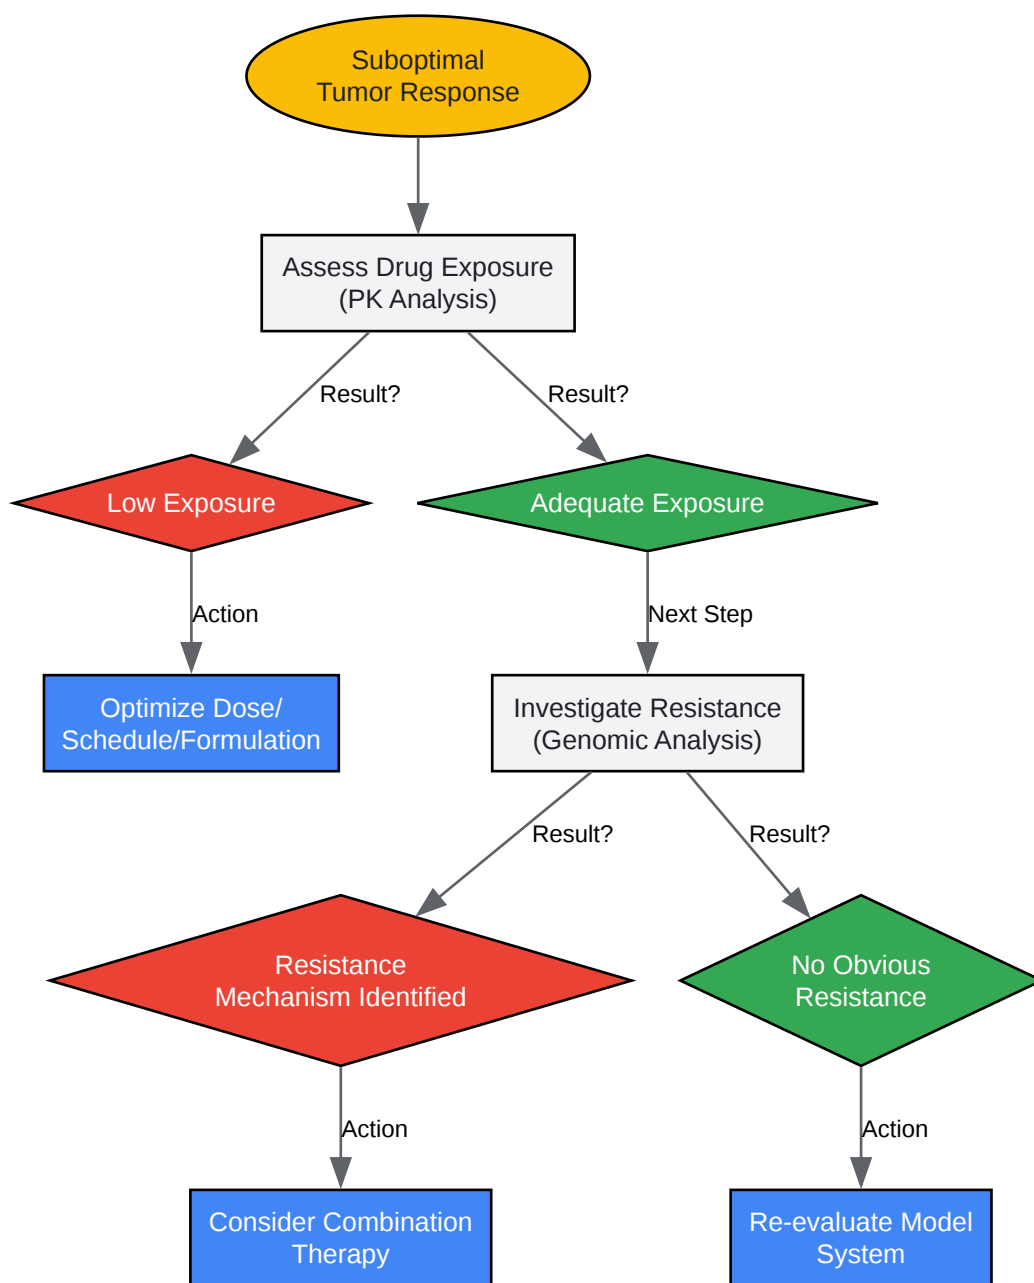 Suboptimal
Tumor Response
Assess Drug Exposure
(PK Analysis)
Result?
Result?
Low Exposure
Adequate Exposure
Action
Next Step
Optimize Dose/
Schedule/Formulation
Investigate Resistance
(Genomic Analysis)
Result?
Result?
Resistance
Mechanism Identified
No Obvious
Resistance
Action
Action
Consider Combination
Therapy
Re-evaluate Model
System